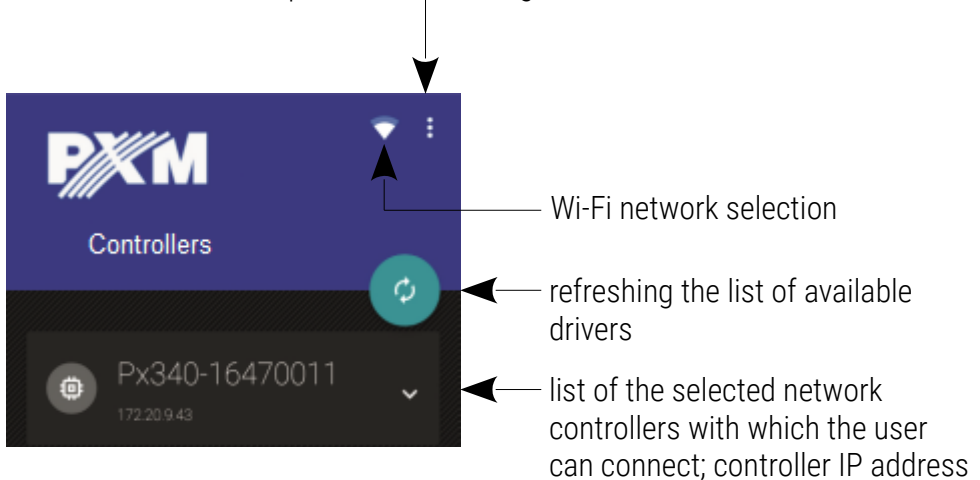 PXM
Wi-Fi network selection
Controllers
refreshing the list of available
drivers
Px340-16470011
172.20.9.43
list of the selected network
controllers with which the user
can connect; controller IP address